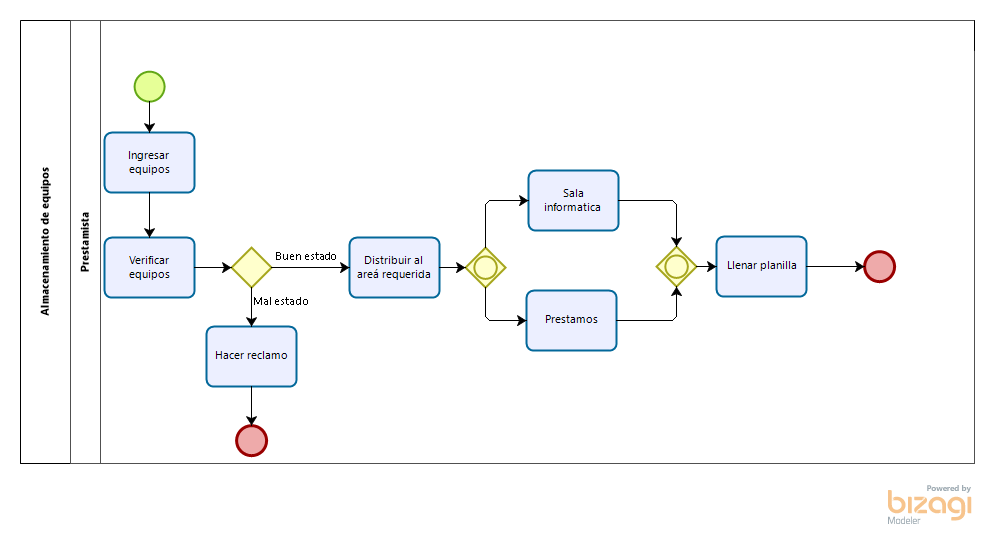 Almacenamiento de equipos
Prestamista
Ingresar
equipos
Verificar
equipos
Buen estado
Mal estado
Hacer reclamo
Distribuir al
areá requerida
Sala
informatica
Prestamos
Llenar planilla
Powered by
bizagi
Modeler